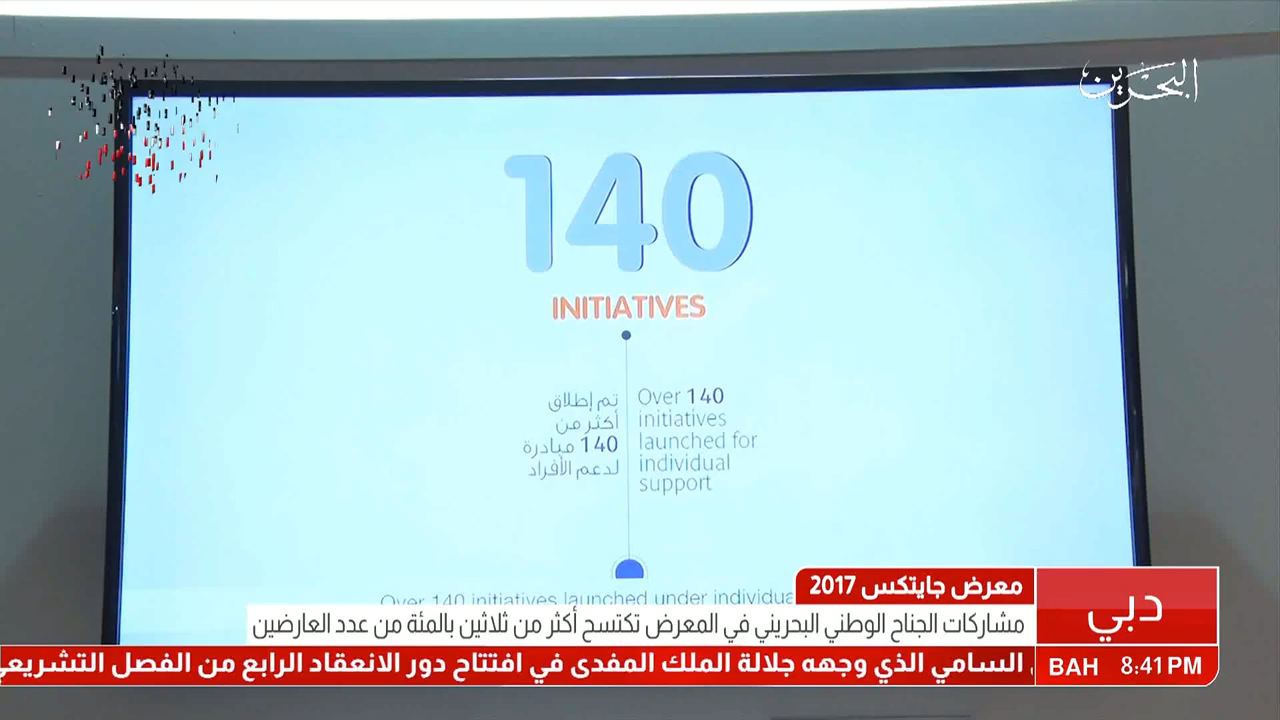 البحرين
140
INITIATIVES
تم إطلاق
أكثر من
140 مبادرة
لدعم الأفراد
Over 140
initiatives
launched for
individual
support
Over 140 initiatives launched under individua
معرض جايتكس 2017
دبي
مشاركات الجناح الوطني البحريني في المعرض تكتسح أكثر من ثلاثين بالمئة من عدد العارضين
السامي الذي وجهه جلالة الملك المفدى في افتتاح دور الانعقاد الرابع من الفصل التشريعي
BAH 8:41 PM